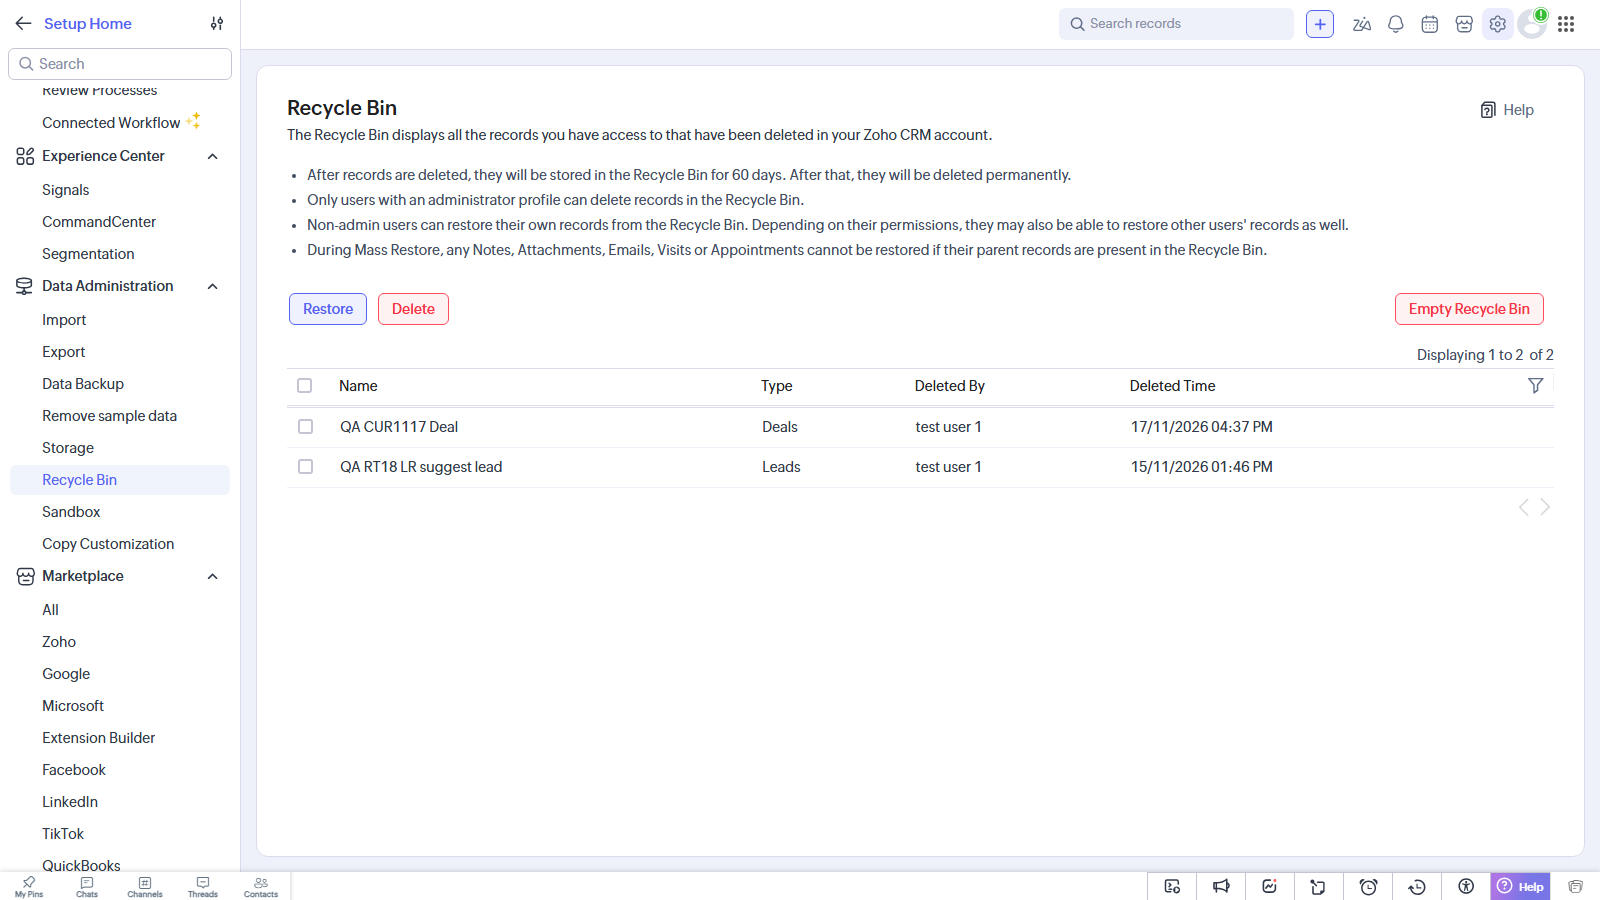 Setup Home
Search records
Search
Review Processes
Connected Workflow
Experience Center
Signals
CommandCenter
Segmentation
Data Administration
Import
Export
Data Backup
Remove sample data
Storage
Recycle Bin
Sandbox
Copy Customization
Marketplace
All
Zoho
Google
Microsoft
Extension Builder
Facebook
LinkedIn
TikTok
QuickBooks
Recycle Bin
Help
The Recycle Bin displays all the records you have access to that have been deleted in your Zoho CRM account.
• After records are deleted, they will be stored in the Recycle Bin for 60 days. After that, they will be deleted permanently.
• Only users with an administrator profile can delete records in the Recycle Bin.
• Non-admin users can restore their own records from the Recycle Bin. Depending on their permissions, they may also be able to restore other users' records as well.
• During Mass Restore, any Notes, Attachments, Emails, Visits or Appointments cannot be restored if their parent records are present in the Recycle Bin.
Restore Delete Empty Recycle Bin
Displaying 1 to 2 of 2
Name Type Deleted By Deleted Time
QA CUR1117 Deal Deals test user 1 17/11/2026 04:37 PM
QA RT18 LR suggest lead Leads test user 1 15/11/2026 01:46 PM
My Pins Chats Channels Threads Contacts Help